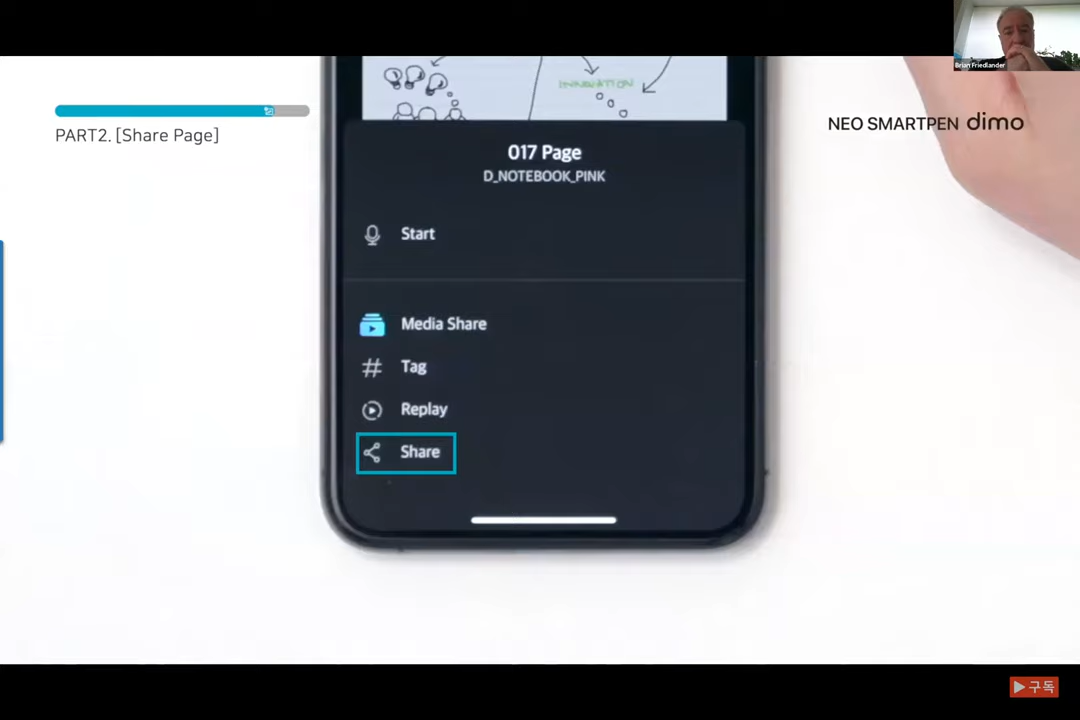 Brian Friedlander
PART2. [Share Page]
NEO SMARTPEN dimo
INNOVATION
017 Page
D_NOTEBOOK_PINK
Start
Media Share
# Tag
Replay
Share
구독